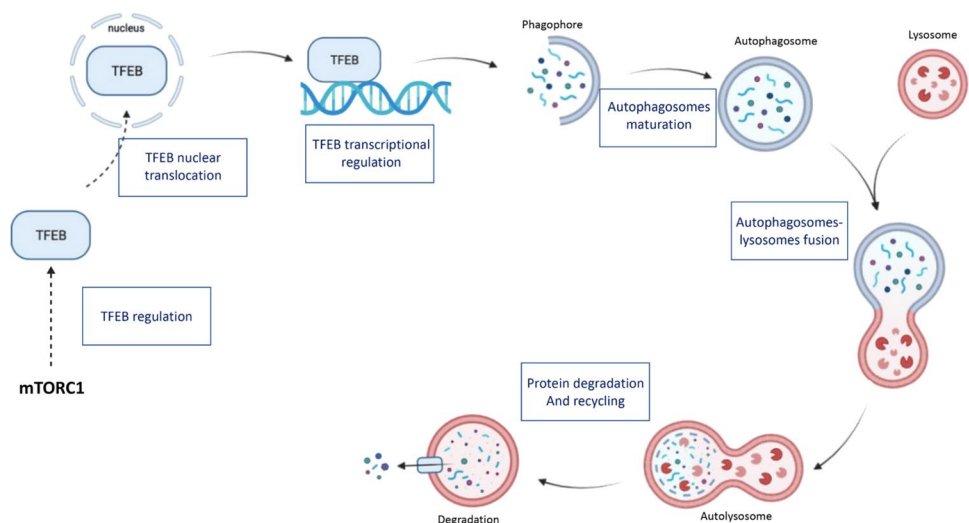 nucleus
TFEB
TFEB nuclear
translocation
TFEB
TFEB regulation
mTORC1
TFEB
TFEB transcriptional
regulation
Phagophore
Autophagosomes
maturation
Autophagosome
Lysosome
Autophagosomes-
lysosomes fusion
Protein degradation
And recycling
Autolysosome
Degradation